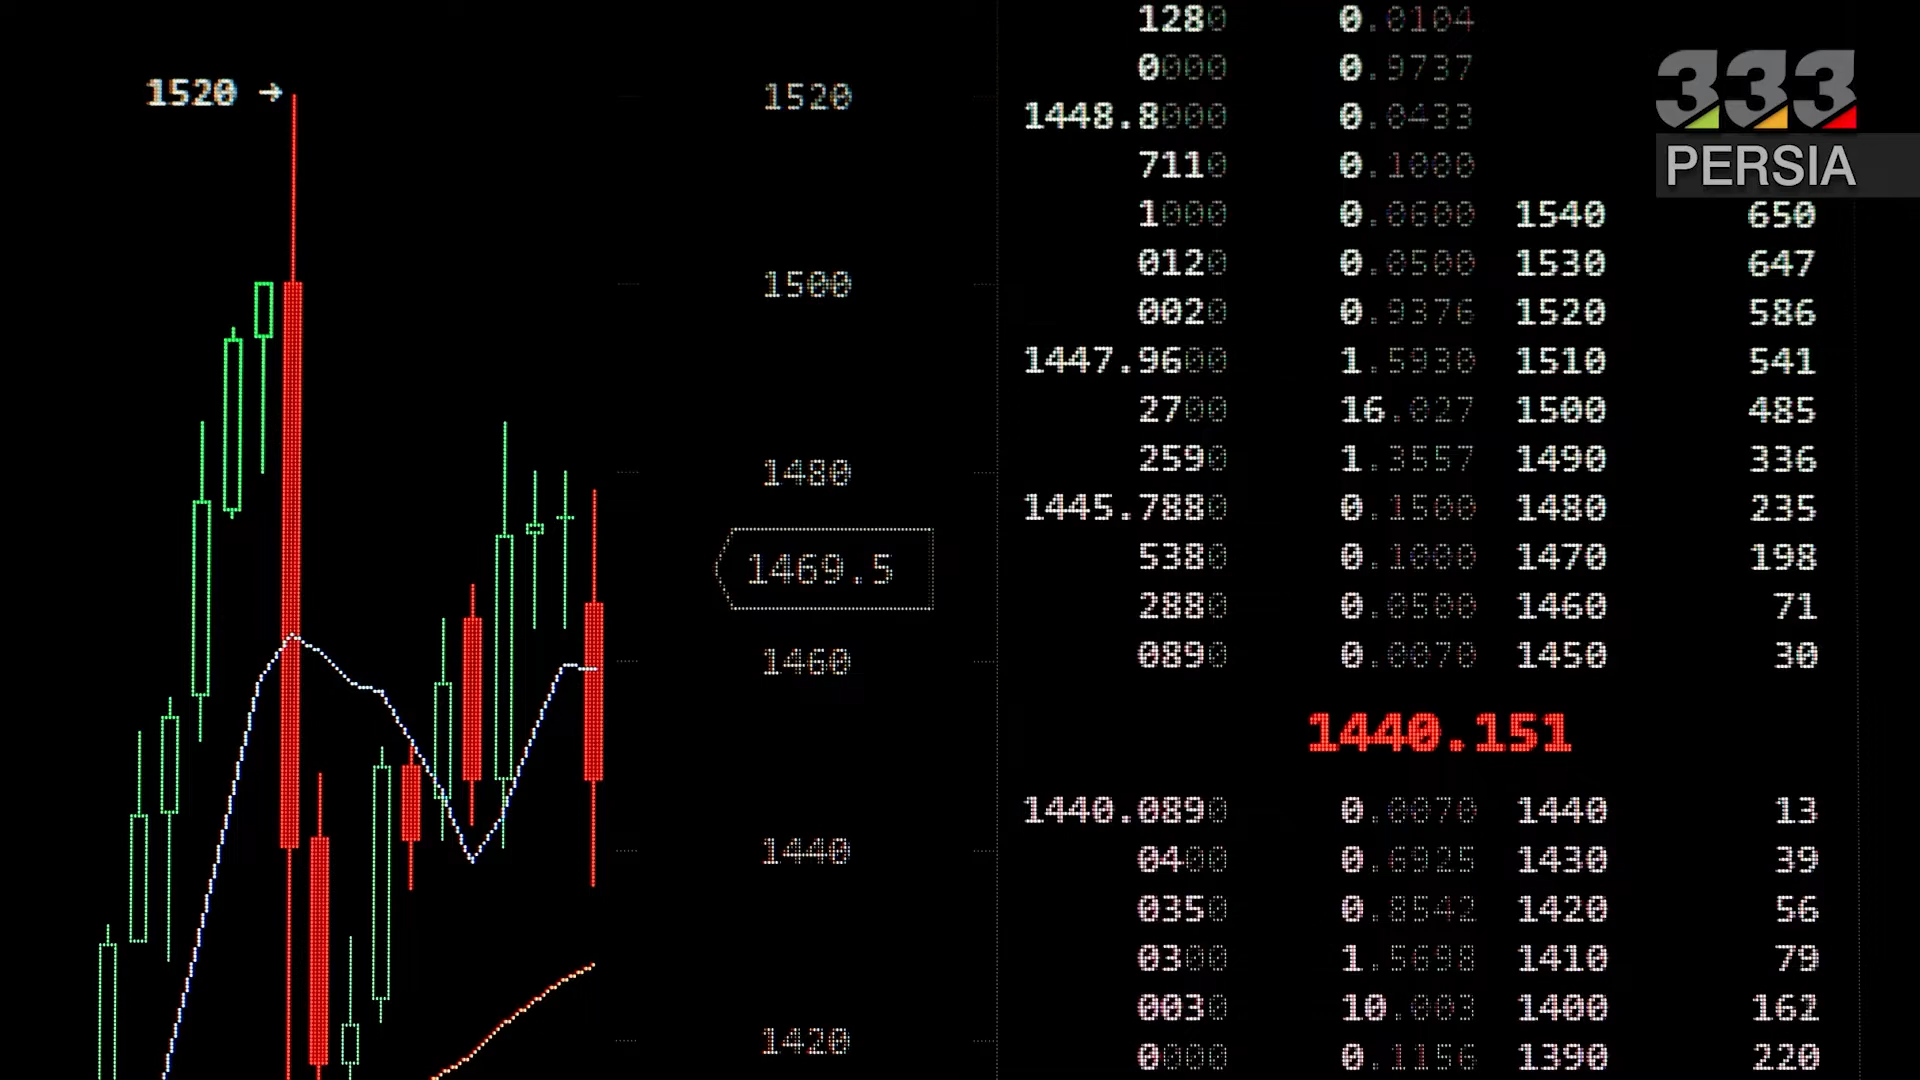 1280 0.0104
0000 0.9737
333
PERSIA
1520 →
1520
1448.8000 0.0433
7110 0.1000
1000 0.0600 1540 650
0120 0.0500 1530 647
1500
0020 0.9376 1520 586
1447.9600 1.5930 1510 541
2700 16.027 1500 485
1480
2590 1.3557 1490 336
1445.7880 0.1500 1480 235
5380 0.1000 1470 198
1469.5
2880 0.0500 1460 71
1460
0890 0.0070 1450 30
1440.151
1440.0890 0.0070 1440 13
1440
0400 0.6925 1430 39
0350 0.8542 1420 56
0300 1.5698 1410 79
0030 10.003 1400 162
1420
0000 0.1156 1390 220